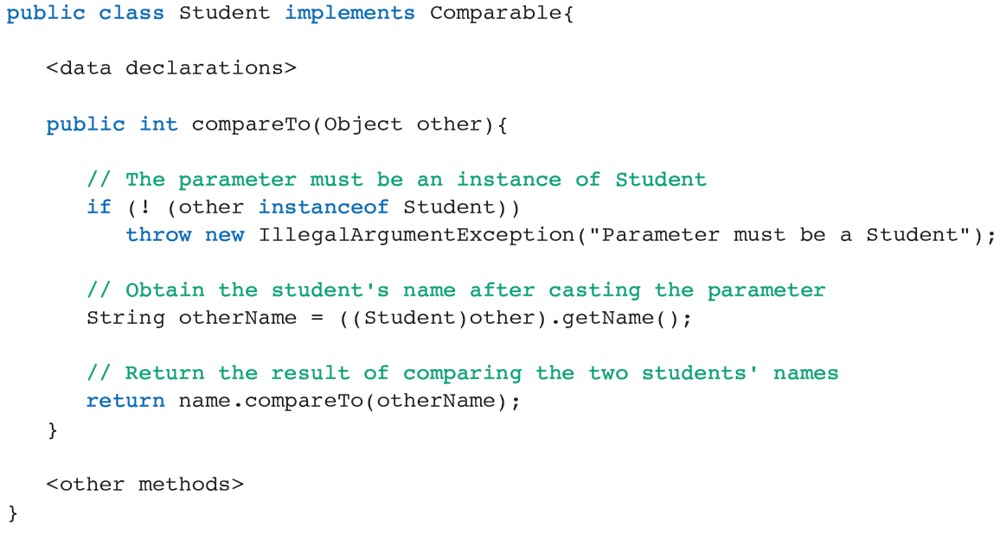 public class Student implements Comparable{
<data declarations>
public int compareTo(Object other){
// The parameter must be an instance of Student
if (! (other instanceof Student))
throw new IllegalArgumentException("Parameter must be a Student");
// Obtain the student's name after casting the parameter
String otherName = ((Student)other).getName();
// Return the result of comparing the two students' names
return name.compareTo(otherName);
}
<other methods>
}